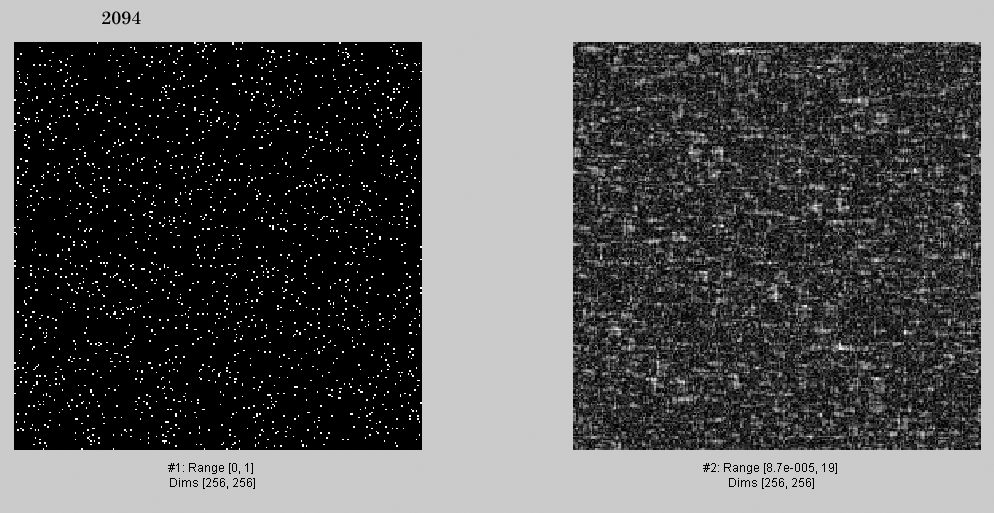 2094
#1: Range [0, 1]
Dims [256, 256]
#2: Range [8.7e-005, 19]
Dims [256, 256]